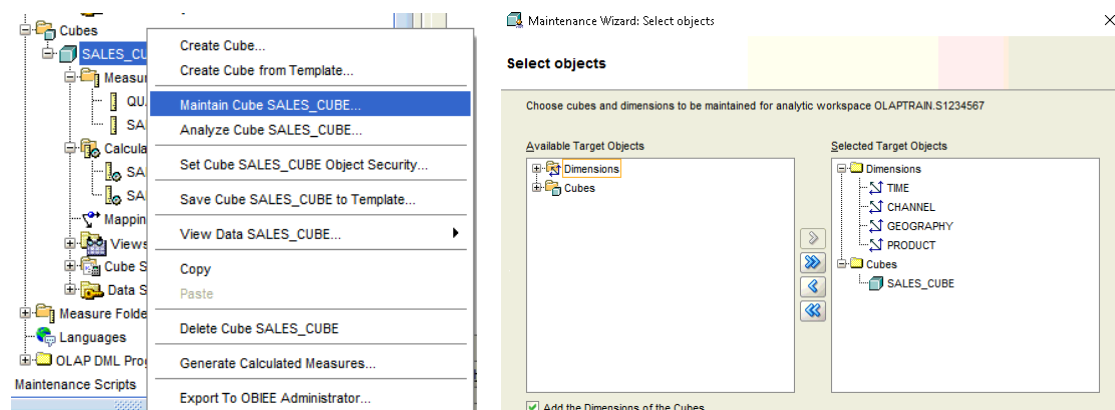 Cubes
SALES_CU
Measur
QU
SA
Calcula
SA
SA
Mappin
Views
Cube S
Data S
Measure Folde
Languages
OLAP DML Pro
Maintenance Scripts
Create Cube...
Create Cube from Template...
Maintain Cube SALES_CUBE...
Analyze Cube SALES_CUBE...
Set Cube SALES_CUBE Object Security...
Save Cube SALES_CUBE to Template...
View Data SALES_CUBE...
Copy
Paste
Delete Cube SALES_CUBE
Generate Calculated Measures...
Export To OBIEE Administrator...
Maintenance Wizard: Select objects
Select objects
Choose cubes and dimensions to be maintained for analytic workspace OLAPTRAIN.S1234567
Available Target Objects
Dimensions
Cubes
Selected Target Objects
Dimensions
TIME
CHANNEL
GEOGRAPHY
PRODUCT
Cubes
SALES_CUBE
Add the Dimensions of the Cubes